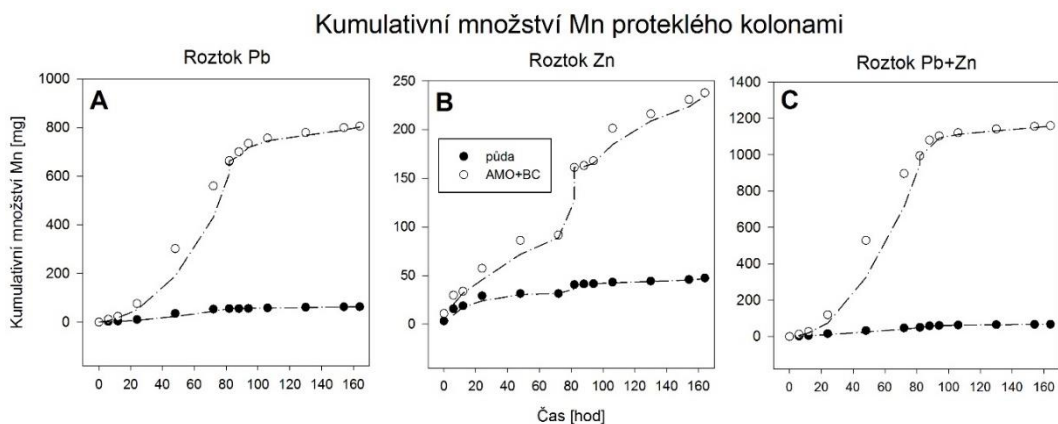 Kumulativní množství Mn proteklého kolonami
Roztok Pb
Roztok Zn
Roztok Pb+Zn
Kumulativní množství Mn [mg]
A
1000
800
600
400
200
0
0 20 40 60 80 100 120 140 160
B
250
200
150
100
50
0
půda
AMO+BC
0 20 40 60 80 100 120 140 160
C
1400
1200
1000
800
600
400
200
0
0 20 40 60 80 100 120 140 160
Čas [hod]